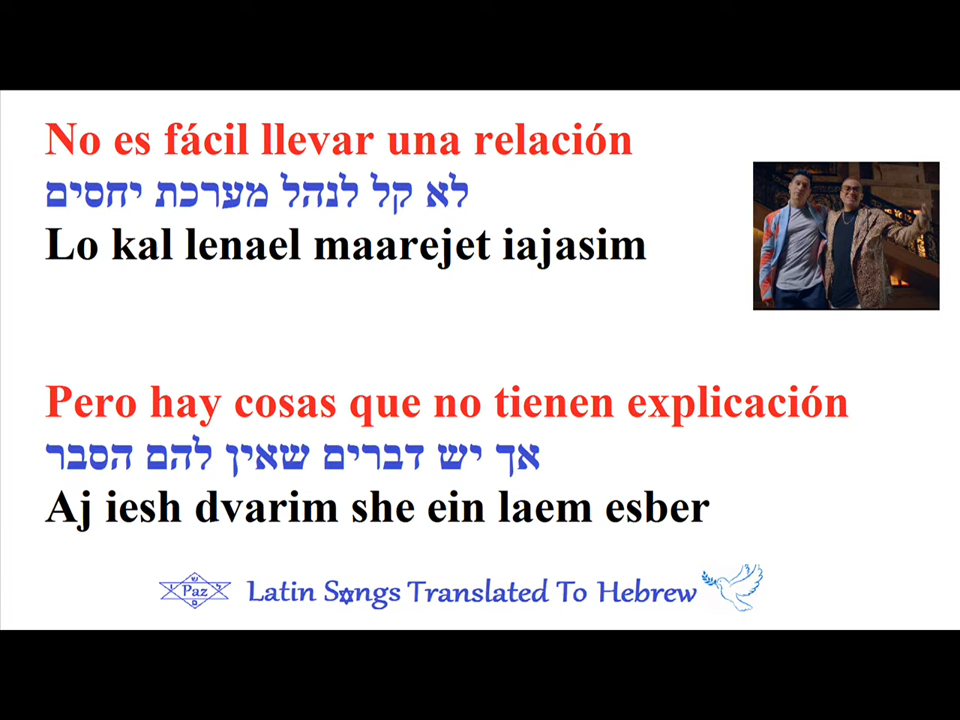 No es fácil llevar una relación
לא קל לנהל מערכת יחסים
Lo kal lenael maarejet iajasim
Pero hay cosas que no tienen explicación
אך יש דברים שאין להם הסבר
Aj iesh dvarim she ein laem esber
Paz
Latin Songs Translated To Hebrew